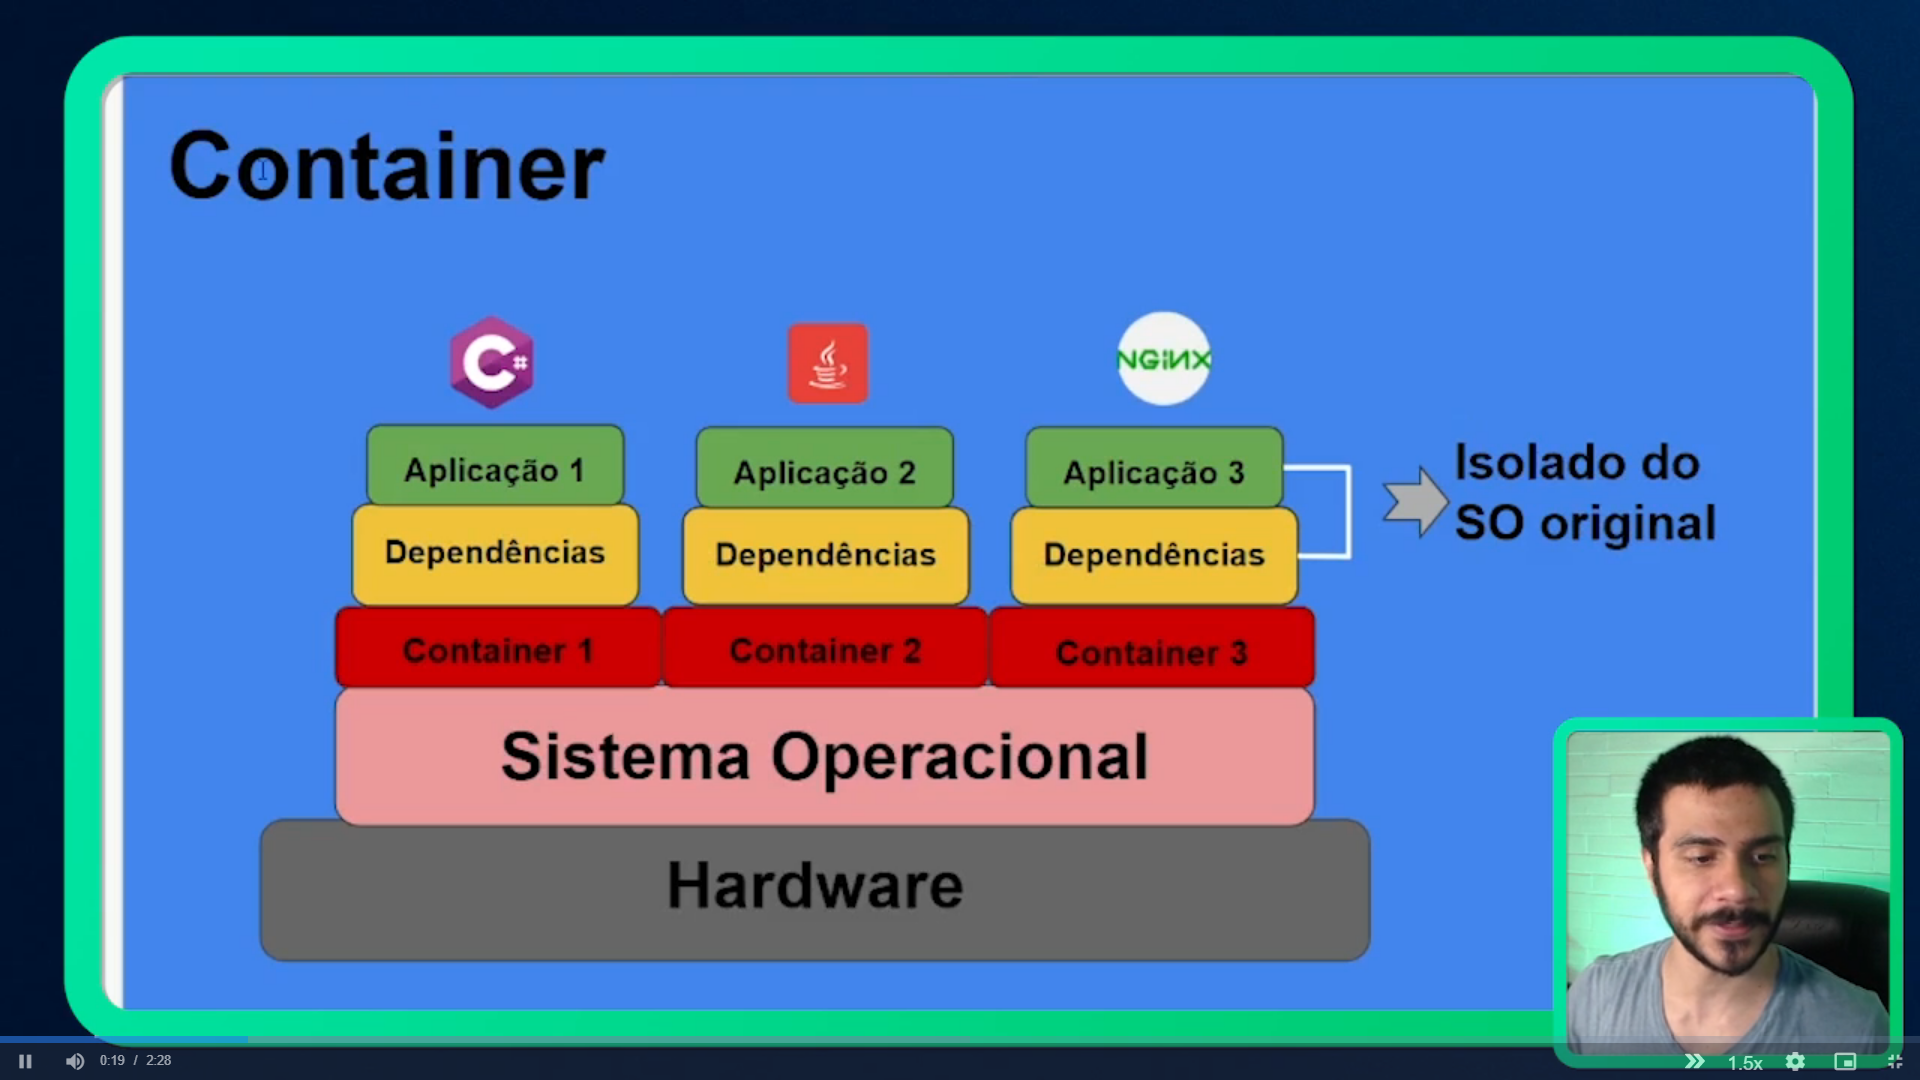 Container
C#
NGINX
Aplicação 1
Aplicação 2
Aplicação 3
Isolado do
SO original
Dependências
Dependências
Dependências
Container 1
Container 2
Container 3
Sistema Operacional
Hardware
0:19 / 2:28
1.5x